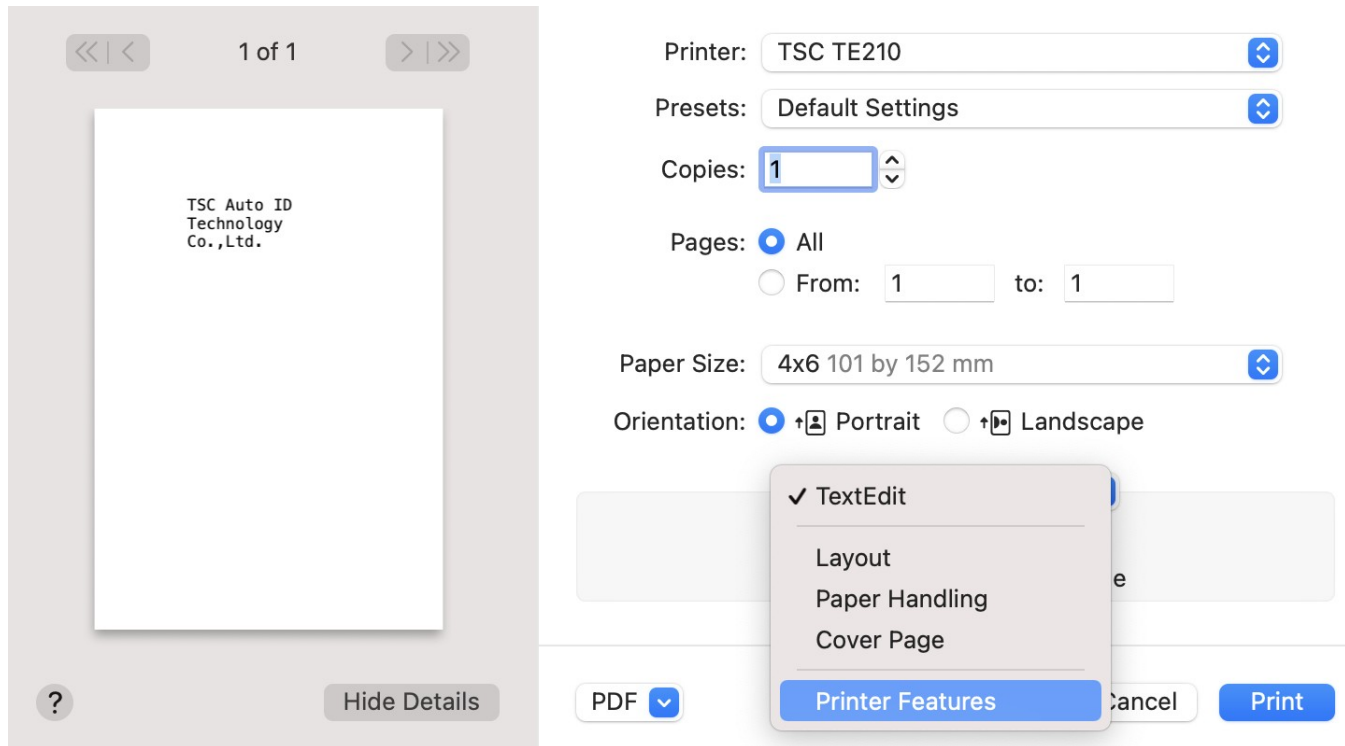 1 of 1
TSC Auto ID
Technology
Co.,Ltd.
?
Hide Details
Printer: TSC TE210
Presets: Default Settings
Copies: 1
Pages: All
From: 1 to: 1
Paper Size: 4x6 101 by 152 mm
Orientation: Portrait Landscape
✓ TextEdit
Layout
Paper Handling
Cover Page
Printer Features
e
PDF
Cancel
Print